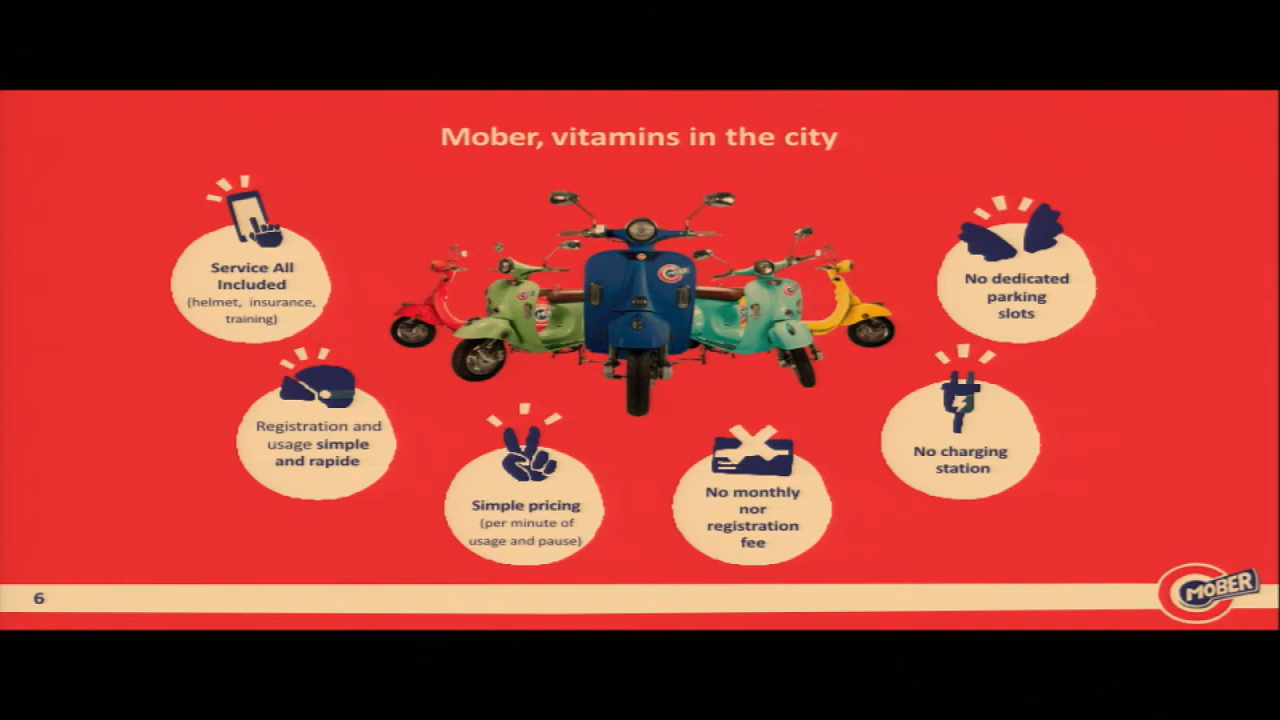 Mober, vitamins in the city
Service All
Included
(helmet, insurance,
training)
Registration and
usage simple
and rapide
Simple pricing
(per minute of
usage and pause)
No monthly
nor
registration
fee
No charging
station
No dedicated
parking
slots
6
MOBER